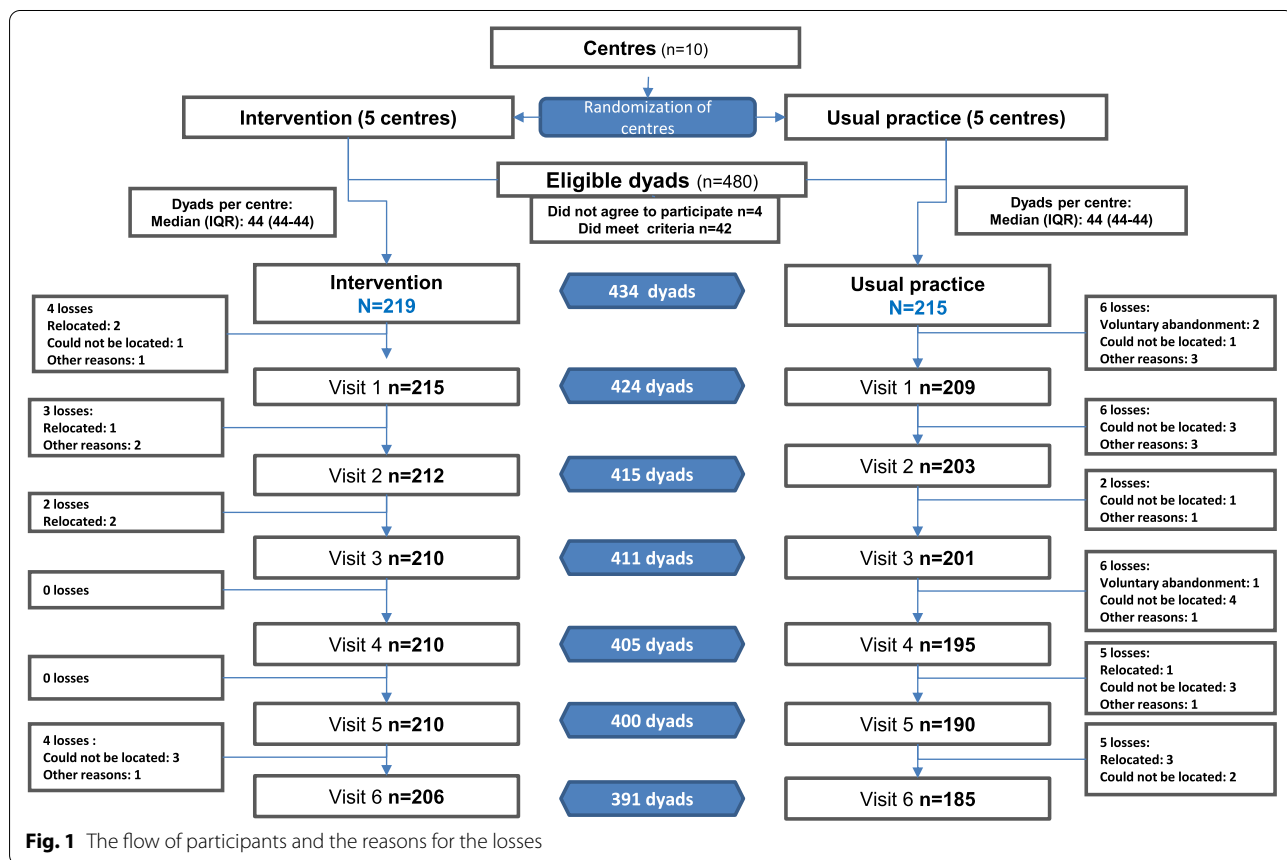 Centres (n=10)
Randomization of
centres
Intervention (5 centres)
Usual practice (5 centres)
Eligible dyads (n=480)
Did not agree to participate n=4
Did meet criteria n=42
Dyads per centre:
Median (IQR): 44 (44-44)
Dyads per centre:
Median (IQR): 44 (44-44)
Intervention
N=219
434 dyads
Usual practice
N=215
4 losses
Relocated: 2
Could not be located: 1
Other reasons: 1
6 losses:
Voluntary abandonment: 2
Could not be located: 1
Other reasons: 3
Visit 1 n=215
424 dyads
Visit 1 n=209
3 losses:
Relocated: 1
Other reasons: 2
6 losses:
Could not be located: 3
Other reasons: 3
Visit 2 n=212
415 dyads
Visit 2 n=203
2 losses
Relocated: 2
2 losses:
Could not be located: 1
Other reasons: 1
Visit 3 n=210
411 dyads
Visit 3 n=201
0 losses
6 losses:
Voluntary abandonment: 1
Could not be located: 4
Other reasons: 1
Visit 4 n=210
405 dyads
Visit 4 n=195
0 losses
5 losses:
Relocated: 1
Could not be located: 3
Other reasons: 1
Visit 5 n=210
400 dyads
Visit 5 n=190
4 losses :
Could not be located: 3
Other reasons: 1
5 losses:
Relocated: 3
Could not be located: 2
Visit 6 n=206
391 dyads
Visit 6 n=185
Fig. 1 The flow of participants and the reasons for the losses